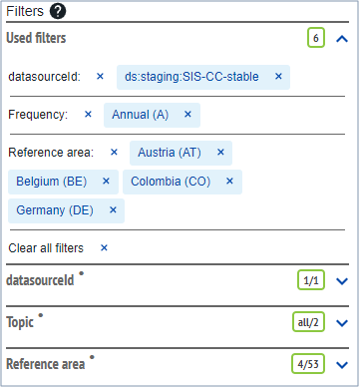 Filters ?
Used filters 6
datasourceId: × ds:staging:SIS-CC-stable ×
Frequency: × Annual (A) ×
Reference area: × Austria (AT) ×
Belgium (BE) × Colombia (CO) ×
Germany (DE) ×
Clear all filters ×
datasourceId • 1/1
Topic • all/2
Reference area • 4/53